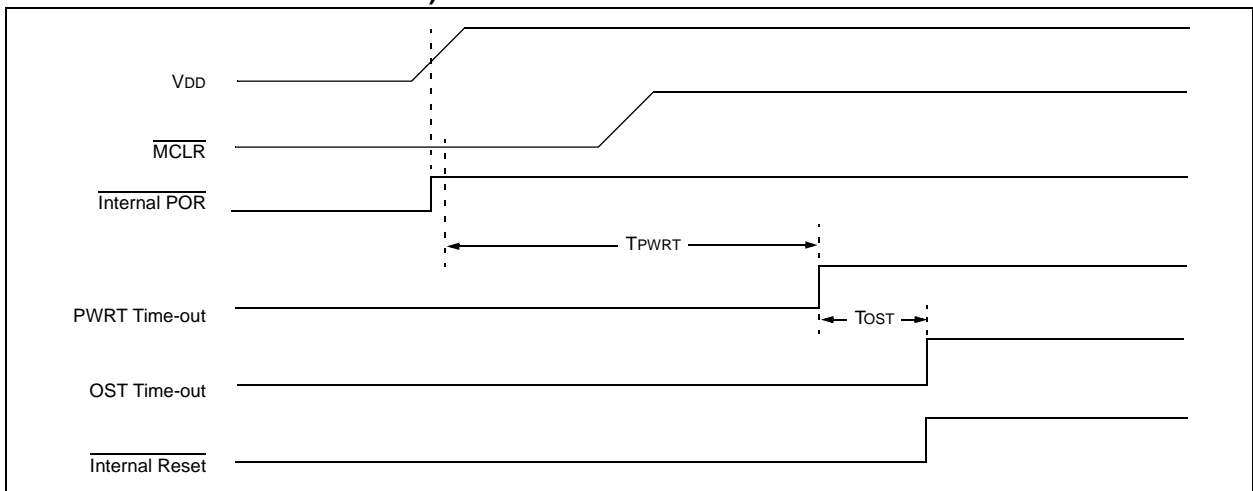 VDD
MCLR
Internal POR
TPWRT
PWRT Time-out
TOST
OST Time-out
Internal Reset